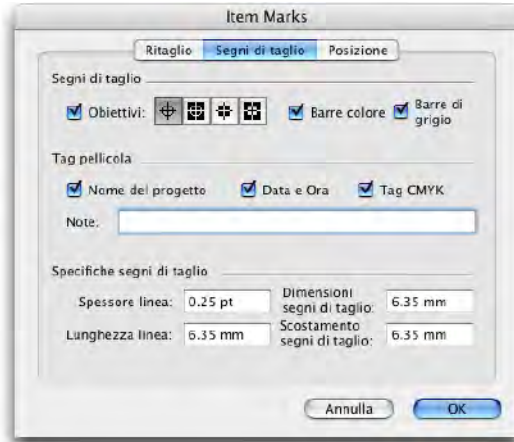 Item Marks
Ritaglio Segni di taglio Posizione
Segni di taglio
Obiettivi: Barre colore Barre di grigio
Tag pellicola
Nome del progetto Data e Ora Tag CMYK
Note:
Specifiche segni di taglio
Spessore linea: 0.25 pt Dimensioni segni di taglio: 6.35 mm
Lunghezza linea: 6.35 mm Scostamento segni di taglio: 6.35 mm
Annulla OK